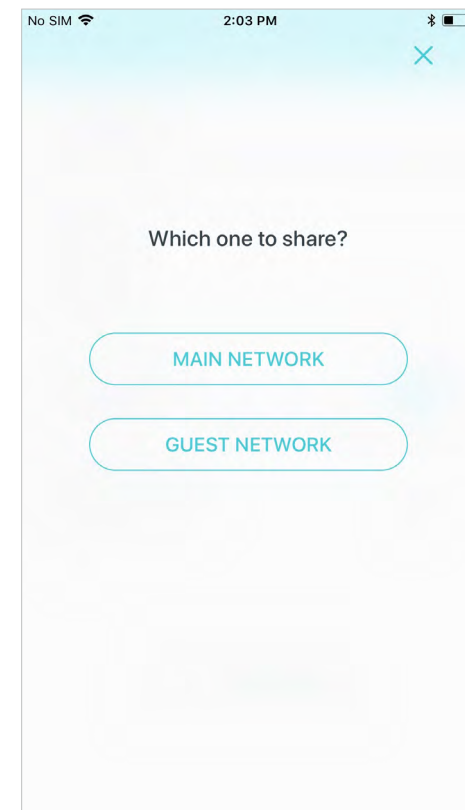 No SIM 2:03 PM
Which one to share?
MAIN NETWORK
GUEST NETWORK